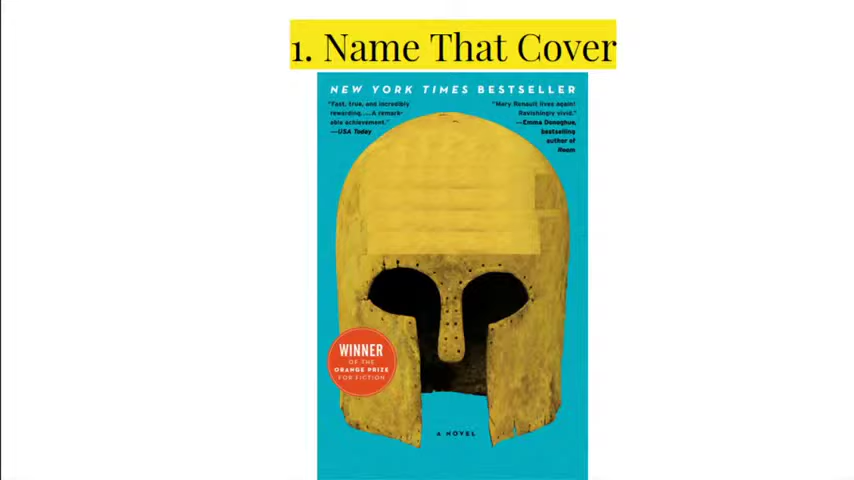 1. Name That Cover
NEW YORK TIMES BESTSELLER
"Fast, true, and incredibly
rewarding....A remark-
able achievement."
—USA Today
"Mary Renault lives again!
Ravishingly vivid."
—Emma Donoghue,
bestselling
author of
Room
WINNER
OF THE
ORANGE PRIZE
FOR FICTION
A NOVEL